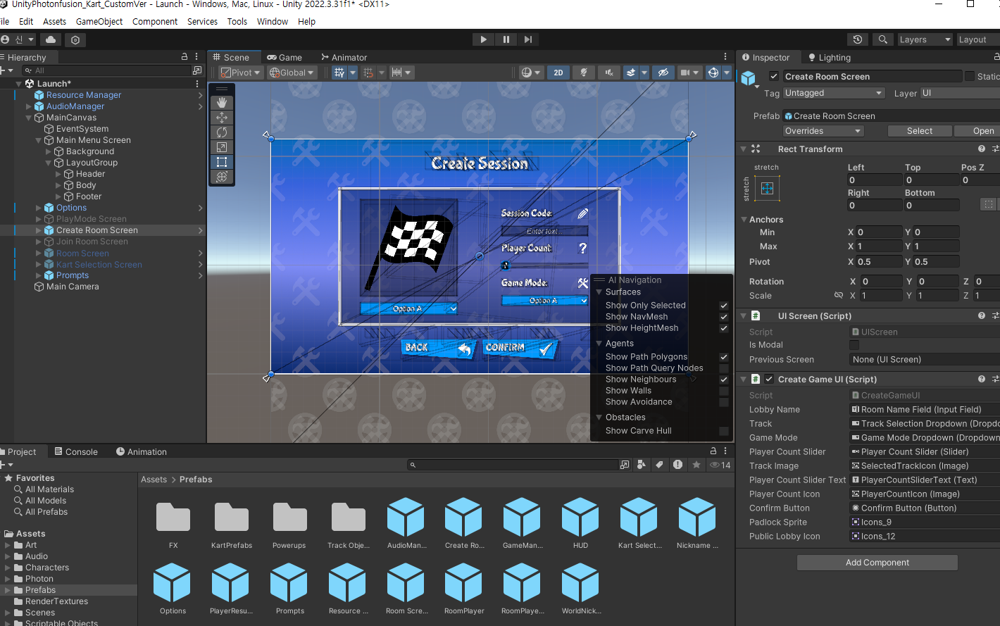 UnityPhotonfusion_Kart_CustomVer - Launch - Windows, Mac, Linux - Unity 2022.3.31f1* <DX11>
File Edit Assets GameObject Component Services Tools Window Help
신 Layers Layout
Hierarchy
All
Launch*
Resource Manager
AudioManager
MainCanvas
EventSystem
Main Menu Screen
Background
LayoutGroup
Header
Body
Footer
Options
PlayMode Screen
Create Room Screen
Join Room Screen
Room Screen
Kart Selection Screen
Prompts
Main Camera
Scene Game Animator
Pivot Global 2D
Create Session
Session Code:
Enter text...
Player Count:
Game Mode:
Option A
Option A
BACK CONFIRM
AI Navigation
Surfaces
Show Only Selected
Show NavMesh
Show HeightMesh
Agents
Show Path Polygons
Show Path Query Nodes
Show Neighbours
Show Walls
Show Avoidance
Obstacles
Show Carve Hull
Inspector Lighting
Create Room Screen Static
Tag Untagged Layer UI
Prefab Create Room Screen
Overrides Select Open
Rect Transform
stretch Left Top Pos Z
stretch 0 0 0
Right Bottom
0 0
Anchors
Min X 0 Y 0
Max X 1 Y 1
Pivot X 0.5 Y 0.5
Rotation X 0 Y 0 Z 0
Scale X 1 Y 1 Z 1
UI Screen (Script)
Script UIScreen
Is Modal
Previous Screen None (UI Screen)
Create Game UI (Script)
Script CreateGameUI
Lobby Name Room Name Field (Input Field)
Track Track Selection Dropdown (Dropdo
Game Mode Game Mode Dropdown (Dropdown
Player Count Slider Player Count Slider (Slider)
Track Image SelectedTrackIcon (Image)
Player Count Slider Text PlayerCountSliderText (Text)
Player Count Icon PlayerCountIcon (Image)
Confirm Button Confirm Button (Button)
Padlock Sprite Icons_9
Public Lobby Icon Icons_12
Add Component
Project Console Animation
14
Favorites
All Materials
All Models
All Prefabs
Assets
Art
Audio
Characters
Photon
Prefabs
RenderTextures
Scenes
Scriptable Objects
Assets > Prefabs
FX KartPrefabs Powerups Track Obje... AudioMan... Create Ro... GameMan... HUD Kart Select... Nickname ...
Options PlayerResu... Prompts Resource ... Room Scre... RoomPlayer RoomPlaye... WorldNick...